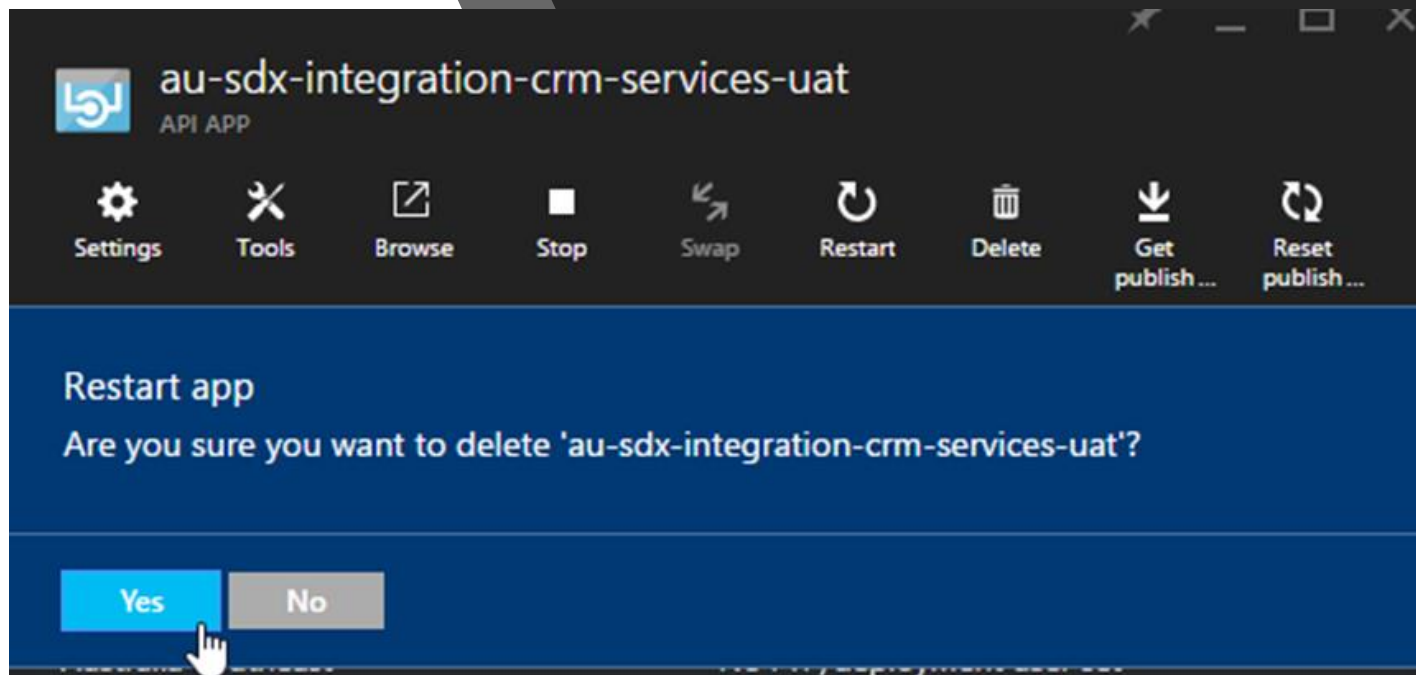 au-sdx-integration-crm-services-uat
API APP
Settings
Tools
Browse
Stop
Swap
Restart
Delete
Get
publish ...
Reset
publish ...
Restart app
Are you sure you want to delete 'au-sdx-integration-crm-services-uat'?
Yes
No